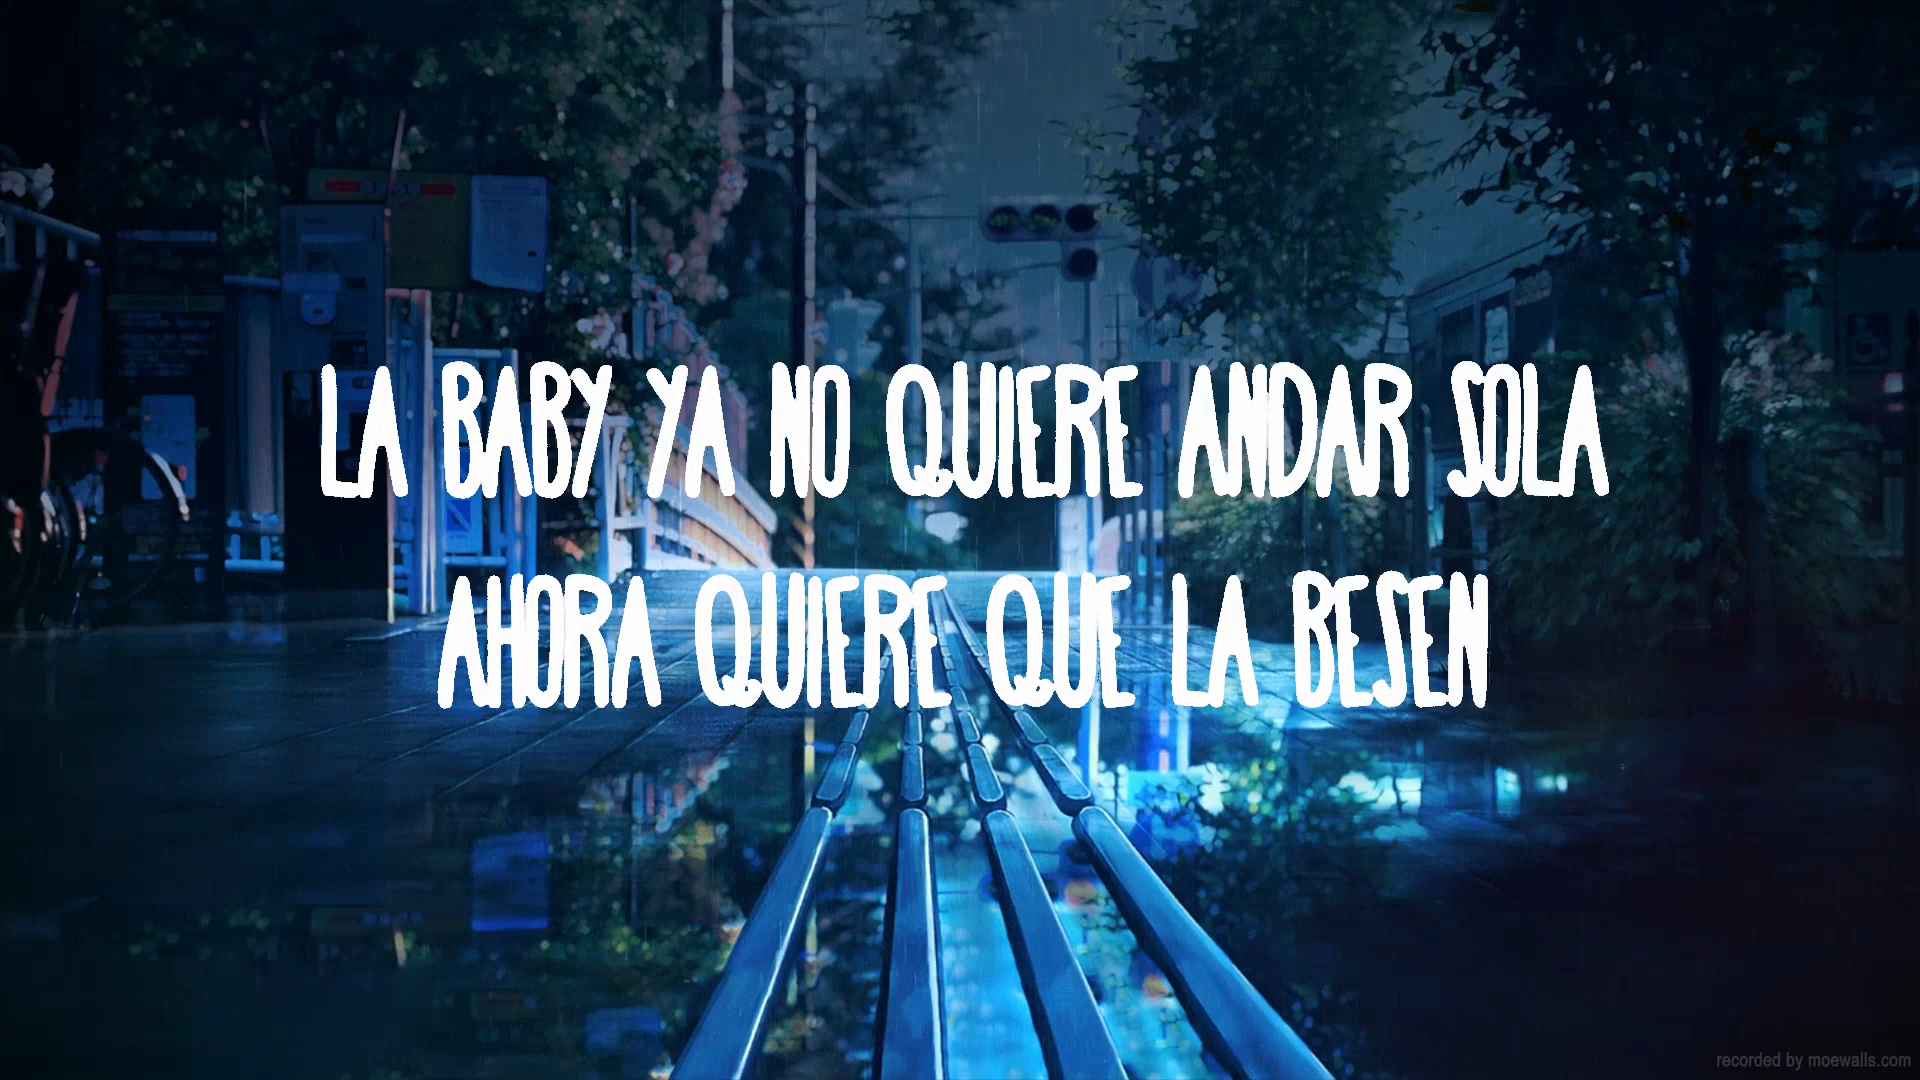 LA BABY YA NO QUIERE ANDAR SOLA
AHORA QUIERE QUE LA BESEN
recorded by moewalls.com